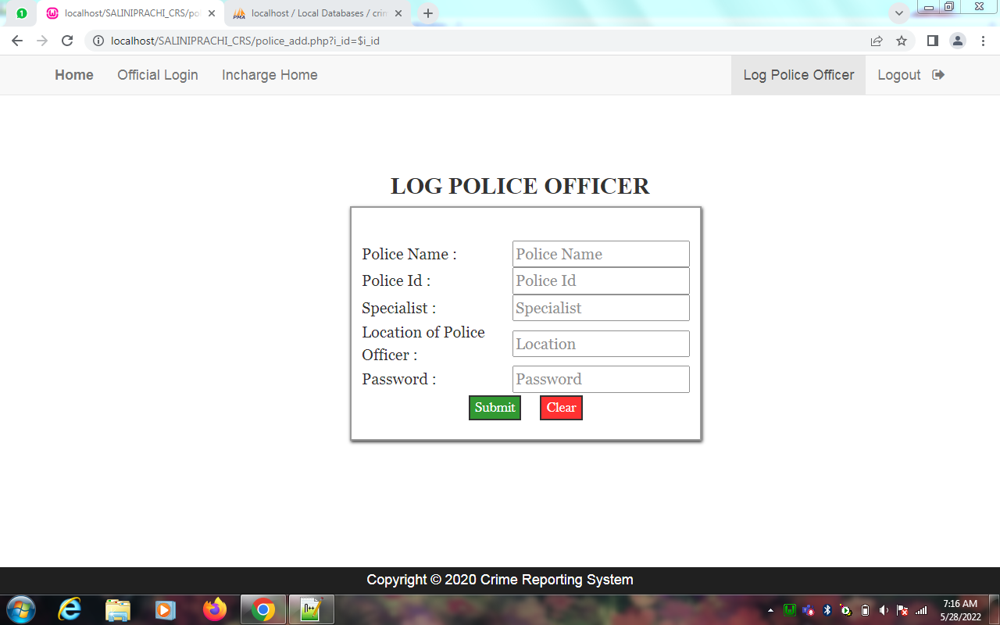 1
localhost/SALINIPRACHI_CRS/pol
PMA
localhost / Local Databases / crim
localhost/SALINIPRACHI_CRS/police_add.php?i_id=$i_id
Home Official Login Incharge Home Log Police Officer Logout
LOG POLICE OFFICER
Police Name : Police Name
Police Id : Police Id
Specialist : Specialist
Location of Police
Officer : Location
Password : Password
Submit Clear
Copyright © 2020 Crime Reporting System
7:16 AM
5/28/2022